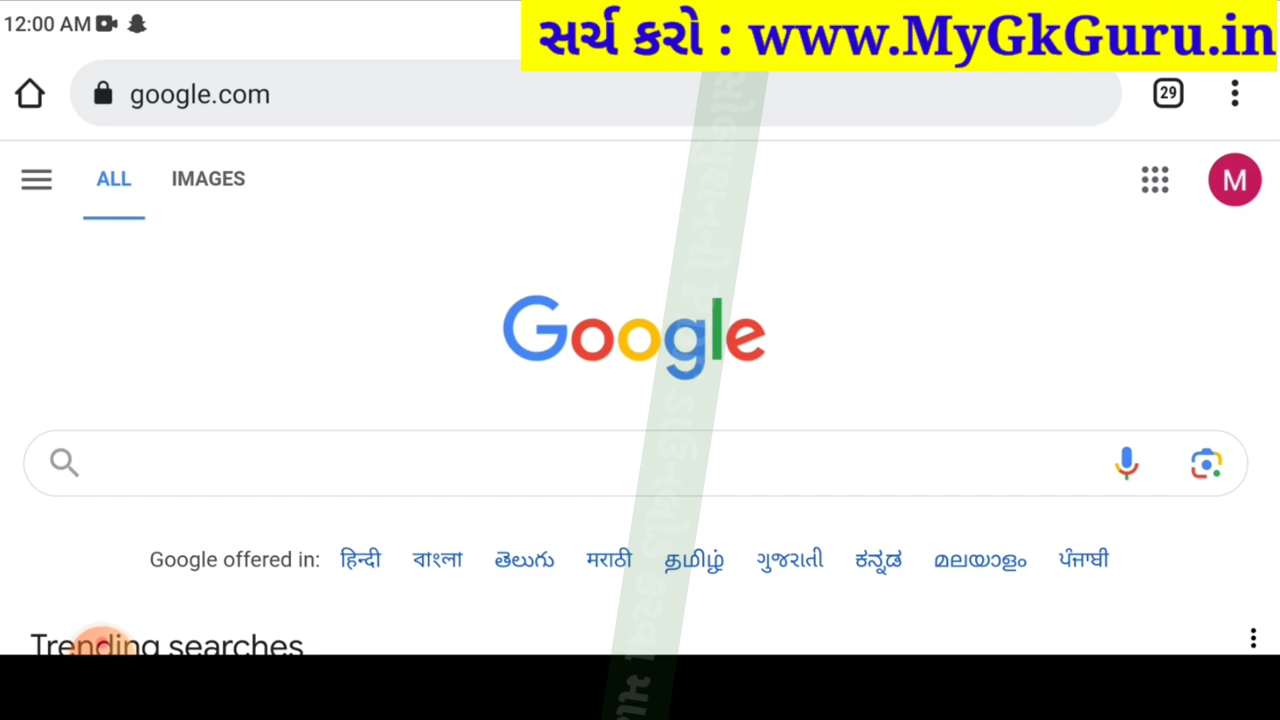 12:00 AM
સર્ચ કરો : www.MyGkGuru.in
google.com
29
ALL IMAGES
M
Google
Google offered in: हिन्दी বাংলা తెలుగు मराठी தமிழ் ગુજરાતી ಕನ್ನಡ മലയാളം ਪੰਜਾਬੀ
Trending searches